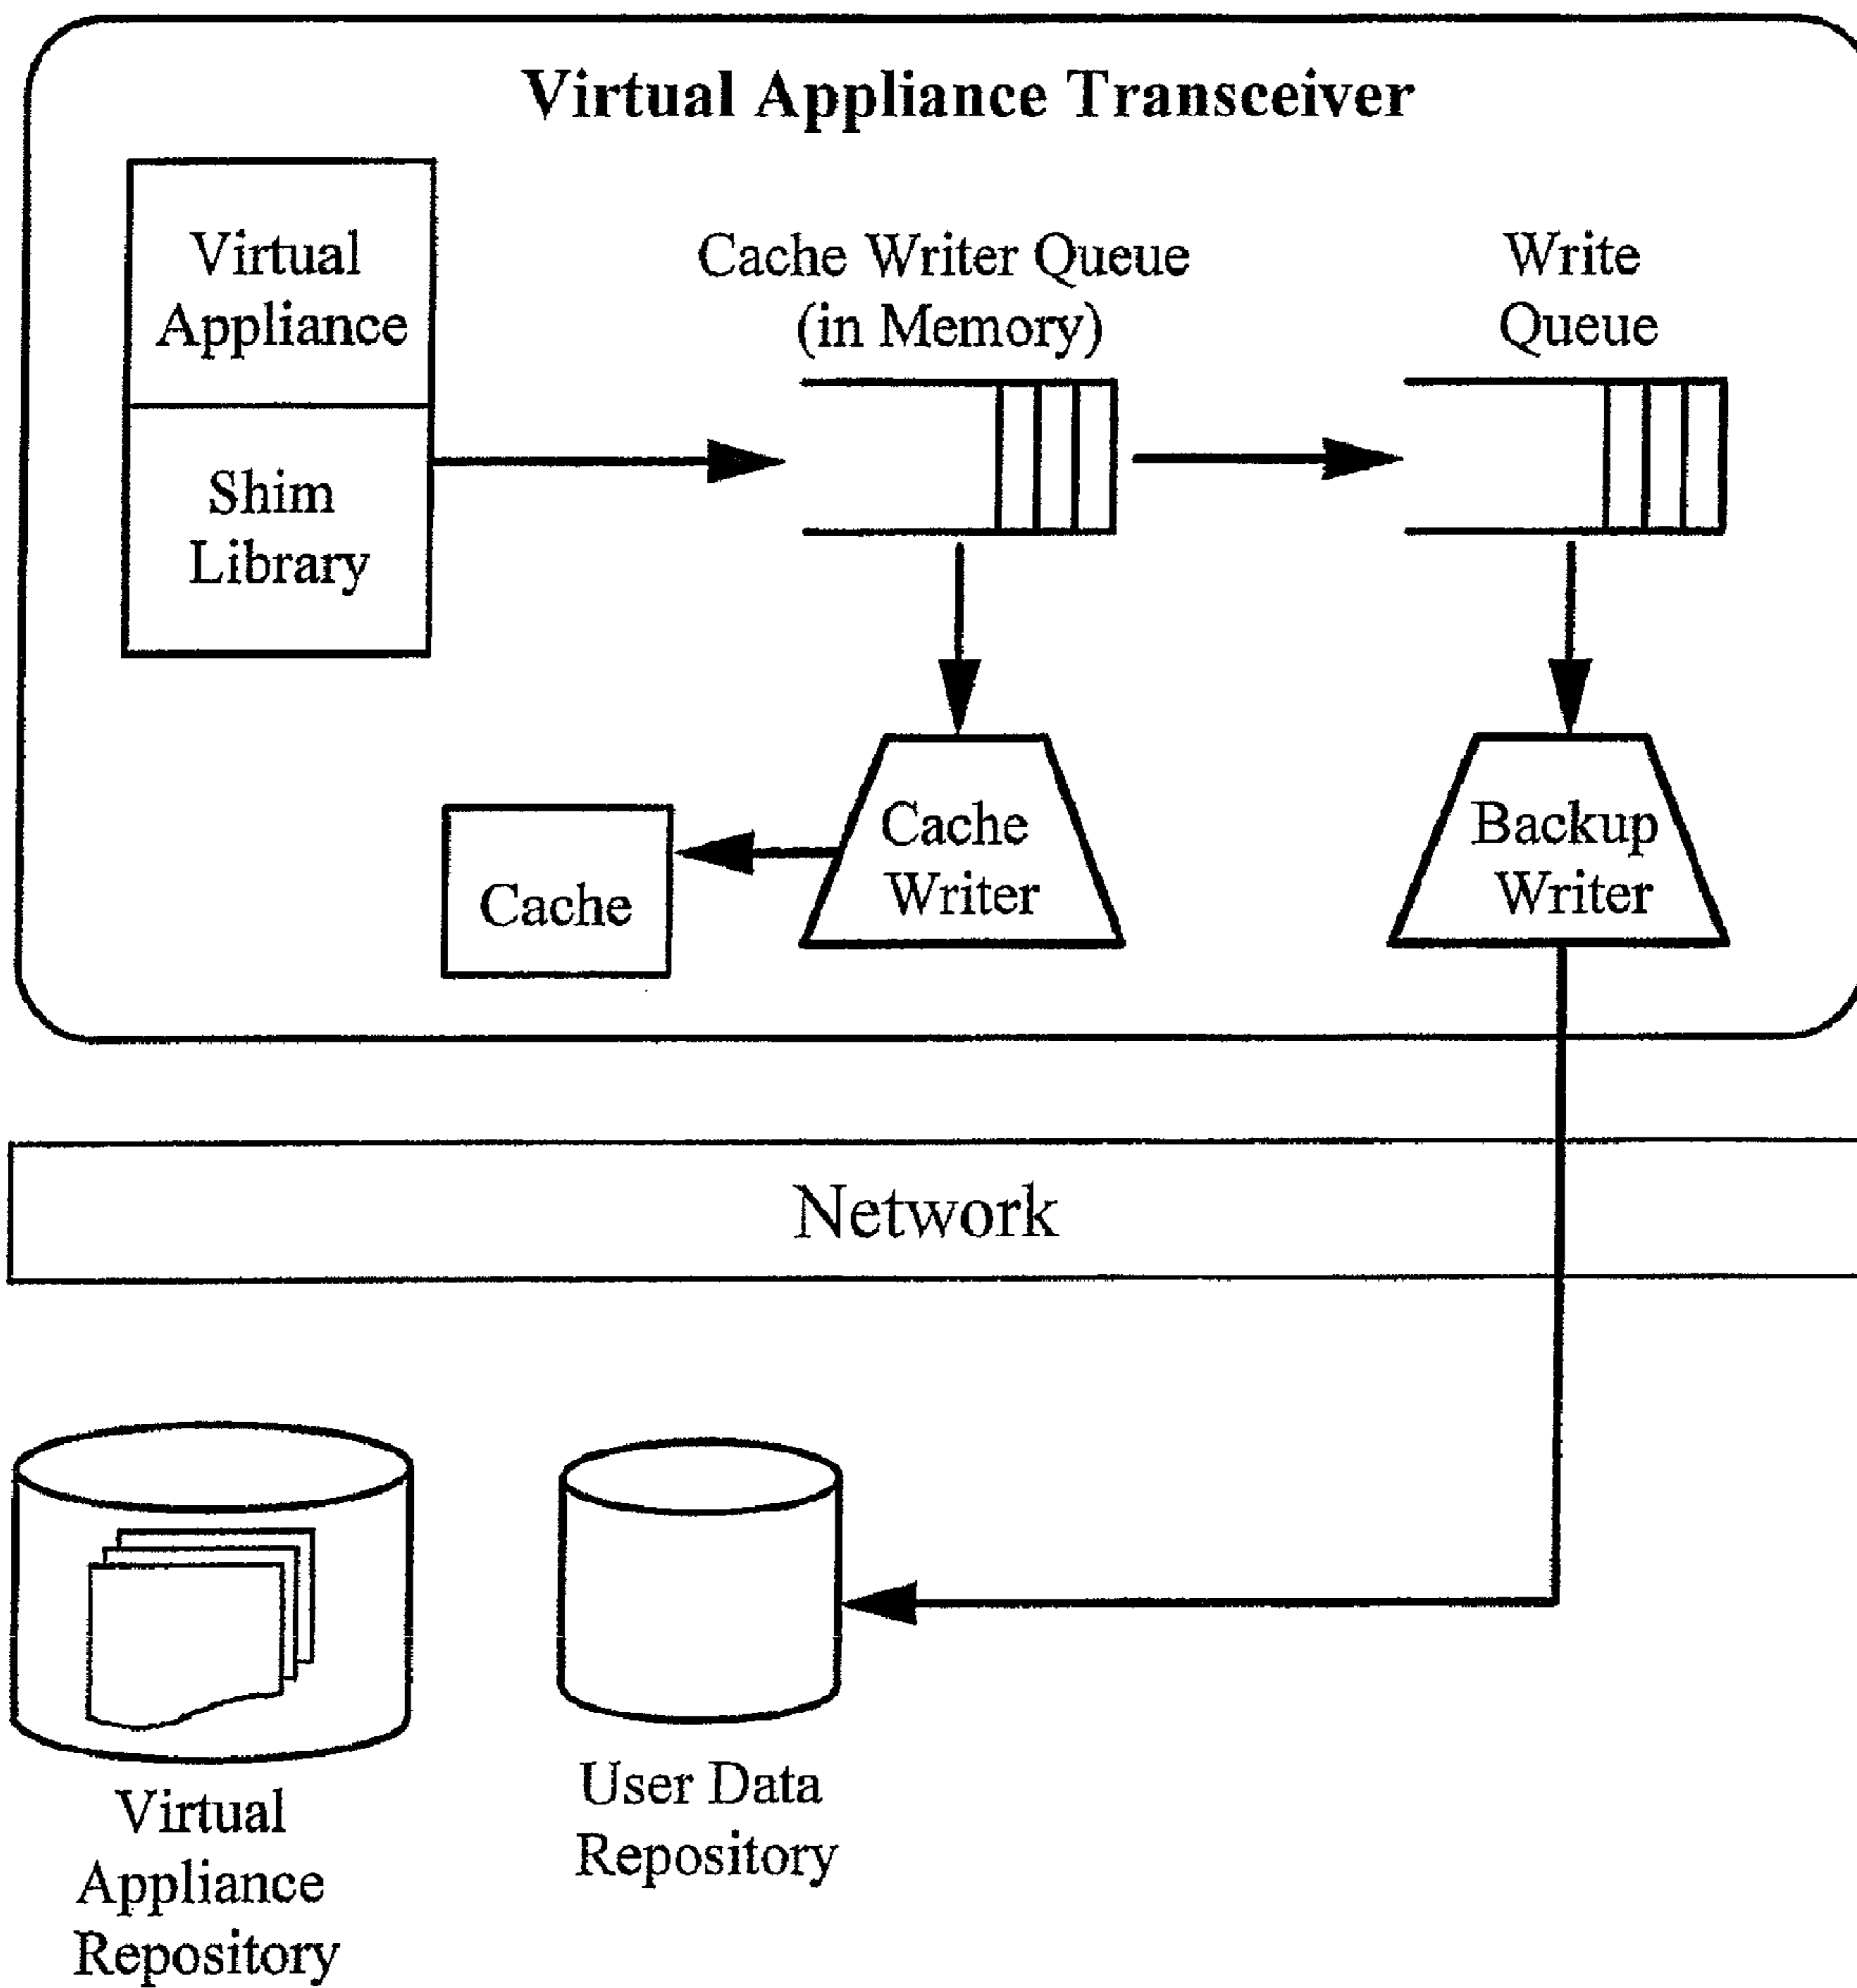 Virtual Appliance Transceiver
Virtual
Appliance
Shim
Library
Cache Writer Queue
(in Memory)
Write
Queue
Cache
Cache
Writer
Backup
Writer
Network
Virtual
Appliance
Repository
User Data
Repository